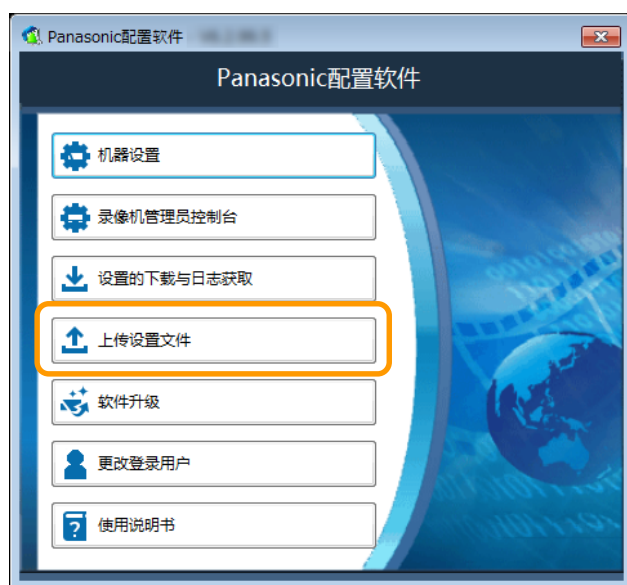 Panasonic配置软件
Panasonic配置软件
机器设置
录像机管理员控制台
设置的下载与日志获取
上传设置文件
软件升级
更改登录用户
使用说明书